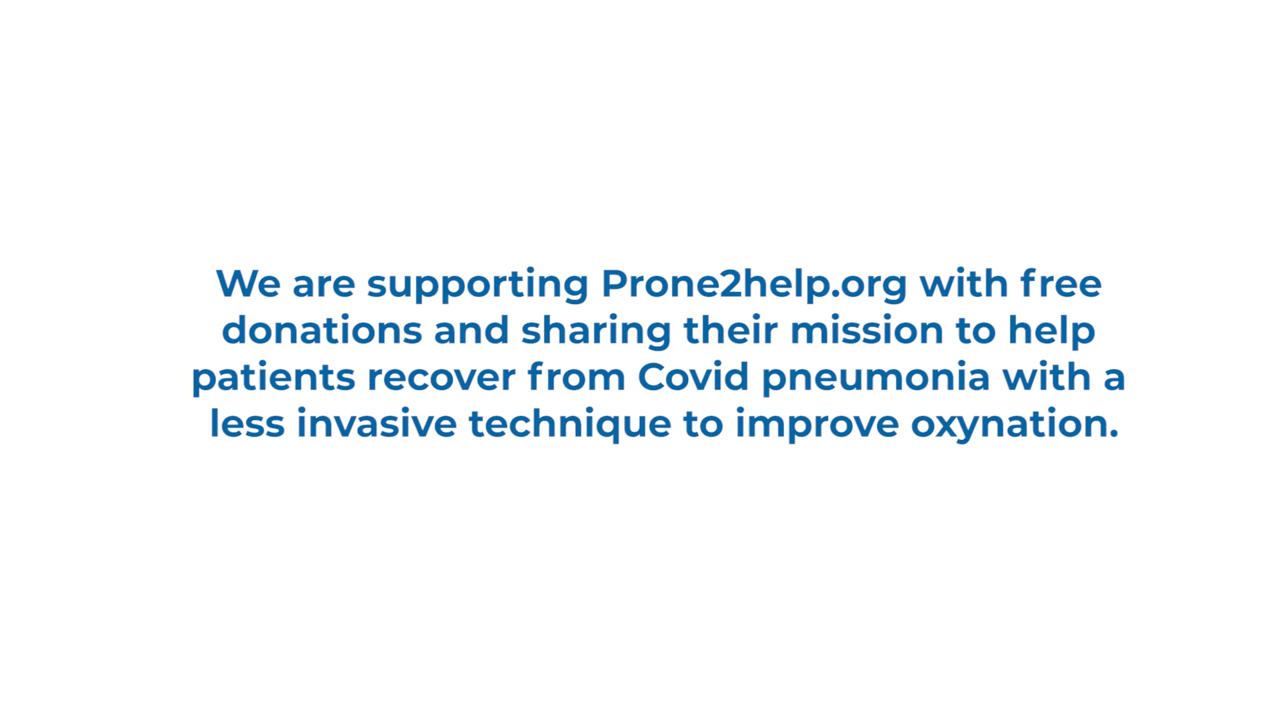 We are supporting Prone2help.org with free
donations and sharing their mission to help
patients recover from Covid pneumonia with a
less invasive technique to improve oxynation.